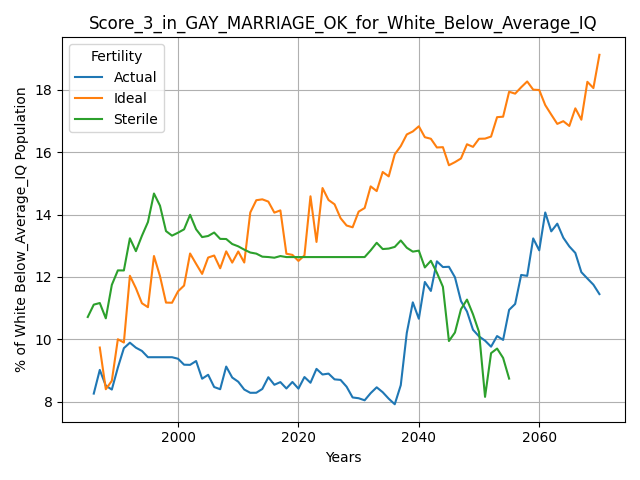 Score_3_in_GAY_MARRIAGE_OK_for_White_Below_Average_IQ
Fertility
Actual
Ideal
Sterile
% of White Below_Average_IQ Population
18
16
14
12
10
8
2000 2020 2040 2060
Years